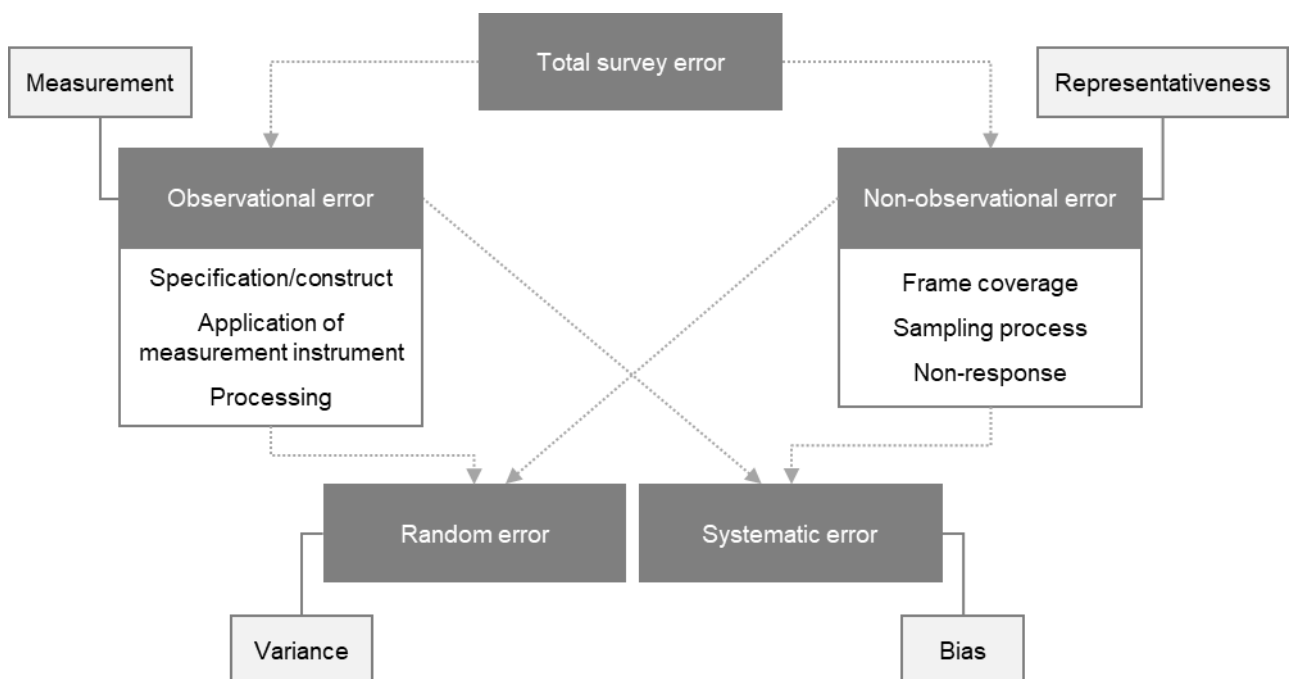 Total survey error
Measurement
Representativeness
Observational error
Non-observational error
Specification/construct
Application of
measurement instrument
Processing
Frame coverage
Sampling process
Non-response
Random error
Systematic error
Variance
Bias